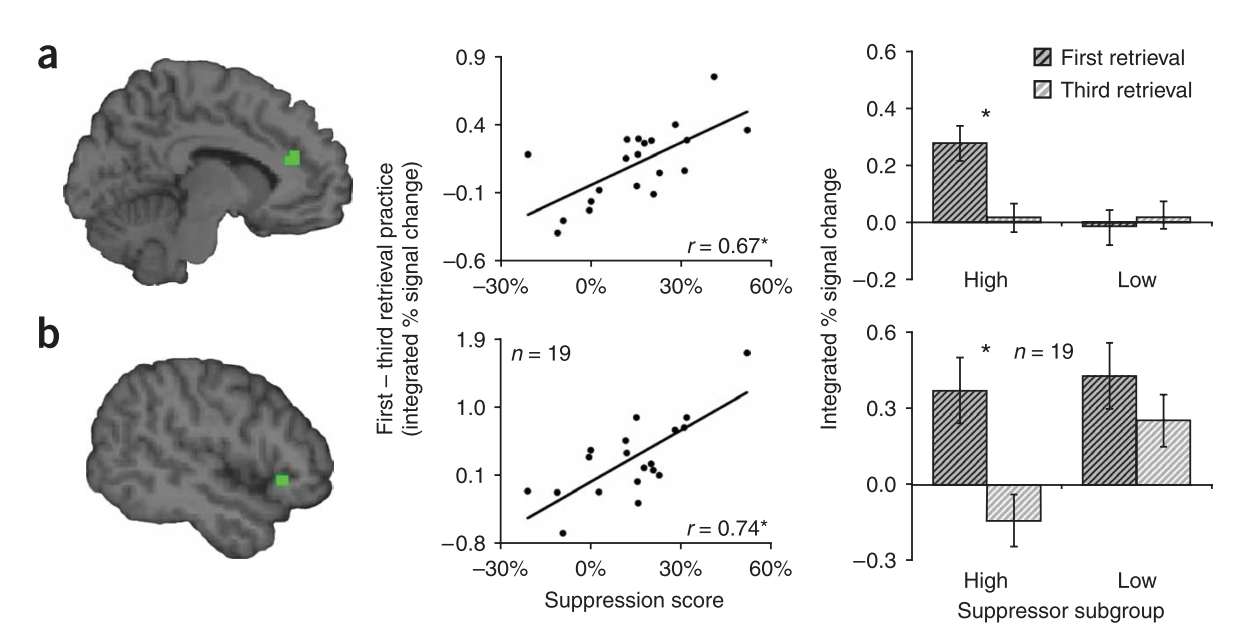 a
0.9
0.4
–0.1
–0.6
–30%
0%
30%
60%
r = 0.67*
First – third retrieval practice
(integrated % signal change)
0.6
0.4
0.2
0.0
–0.2
First retrieval
Third retrieval
*
High
Low
Integrated % signal change
b
1.9
1.0
0.1
–0.8
n = 19
r = 0.74*
–30%
0%
30%
60%
Suppression score
0.6
0.3
0.0
–0.3
* n = 19
High
Low
Suppressor subgroup